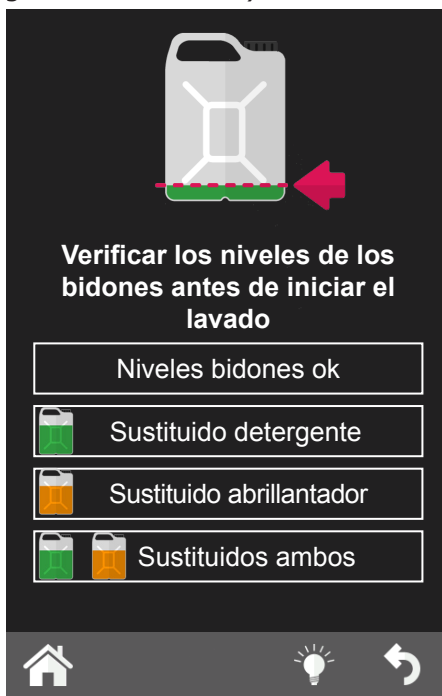 Verificar los niveles de los
bidones antes de iniciar el
lavado
Niveles bidones ok
Sustituido detergente
Sustituido abrillantador
Sustituidos ambos